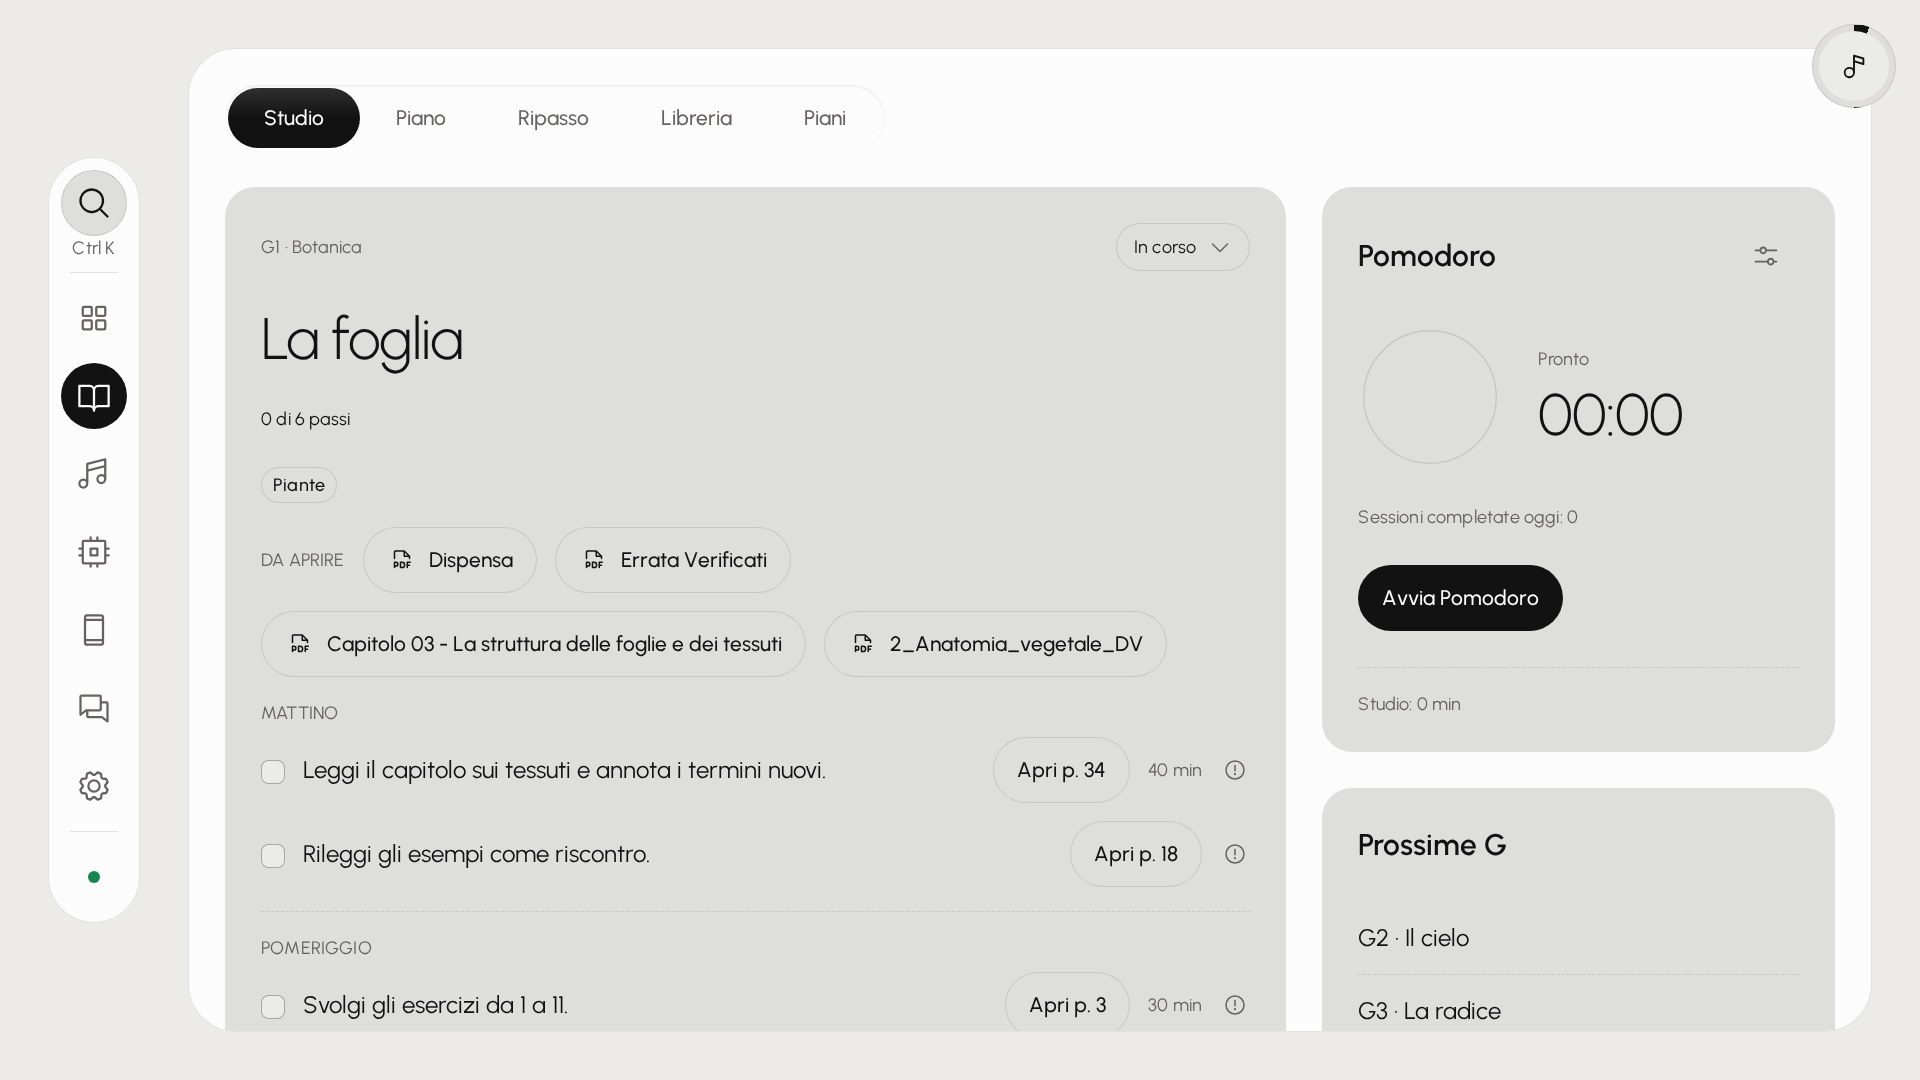 Studio
Piano
Ripasso
Libreria
Piani
Ctrl K
G1 · Botanica
In corso
La foglia
0 di 6 passi
Piante
DA APRIRE
PDF Dispensa
PDF Errata Verificati
PDF Capitolo 03 - La struttura delle foglie e dei tessuti
PDF 2_Anatomia_vegetale_DV
MATTINO
Leggi il capitolo sui tessuti e annota i termini nuovi.
Apri p. 34
40 min
Rileggi gli esempi come riscontro.
Apri p. 18
POMERIGGIO
Svolgi gli esercizi da 1 a 11.
Apri p. 3
30 min
Pomodoro
Pronto
00:00
Sessioni completate oggi: 0
Avvia Pomodoro
Studio: 0 min
Prossime G
G2 · Il cielo
G3 · La radice